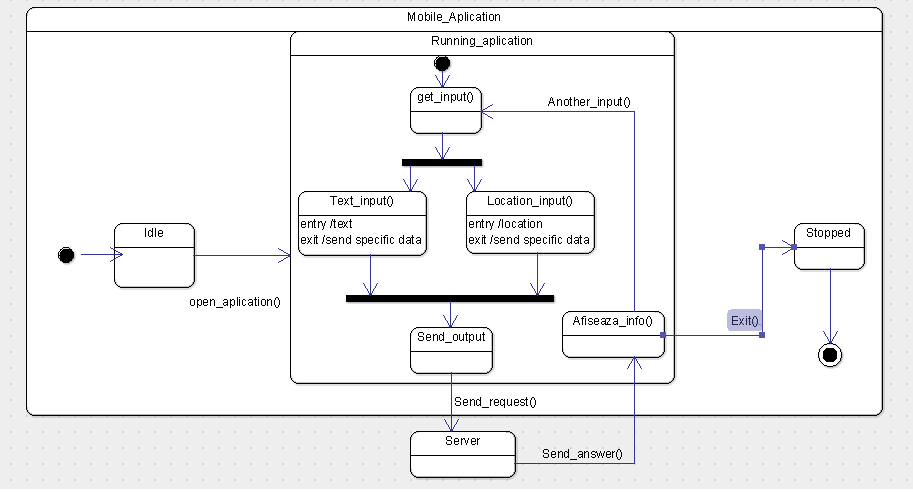 Mobile_Aplication
Running_aplication
get_input()
Another_input()
Text_input()
entry /text
exit /send specific data
Location_input()
entry /location
exit /send specific data
Idle
open_aplication()
Stopped
Exit()
Afiseaza_info()
Send_output
Send_request()
Server
Send_answer()